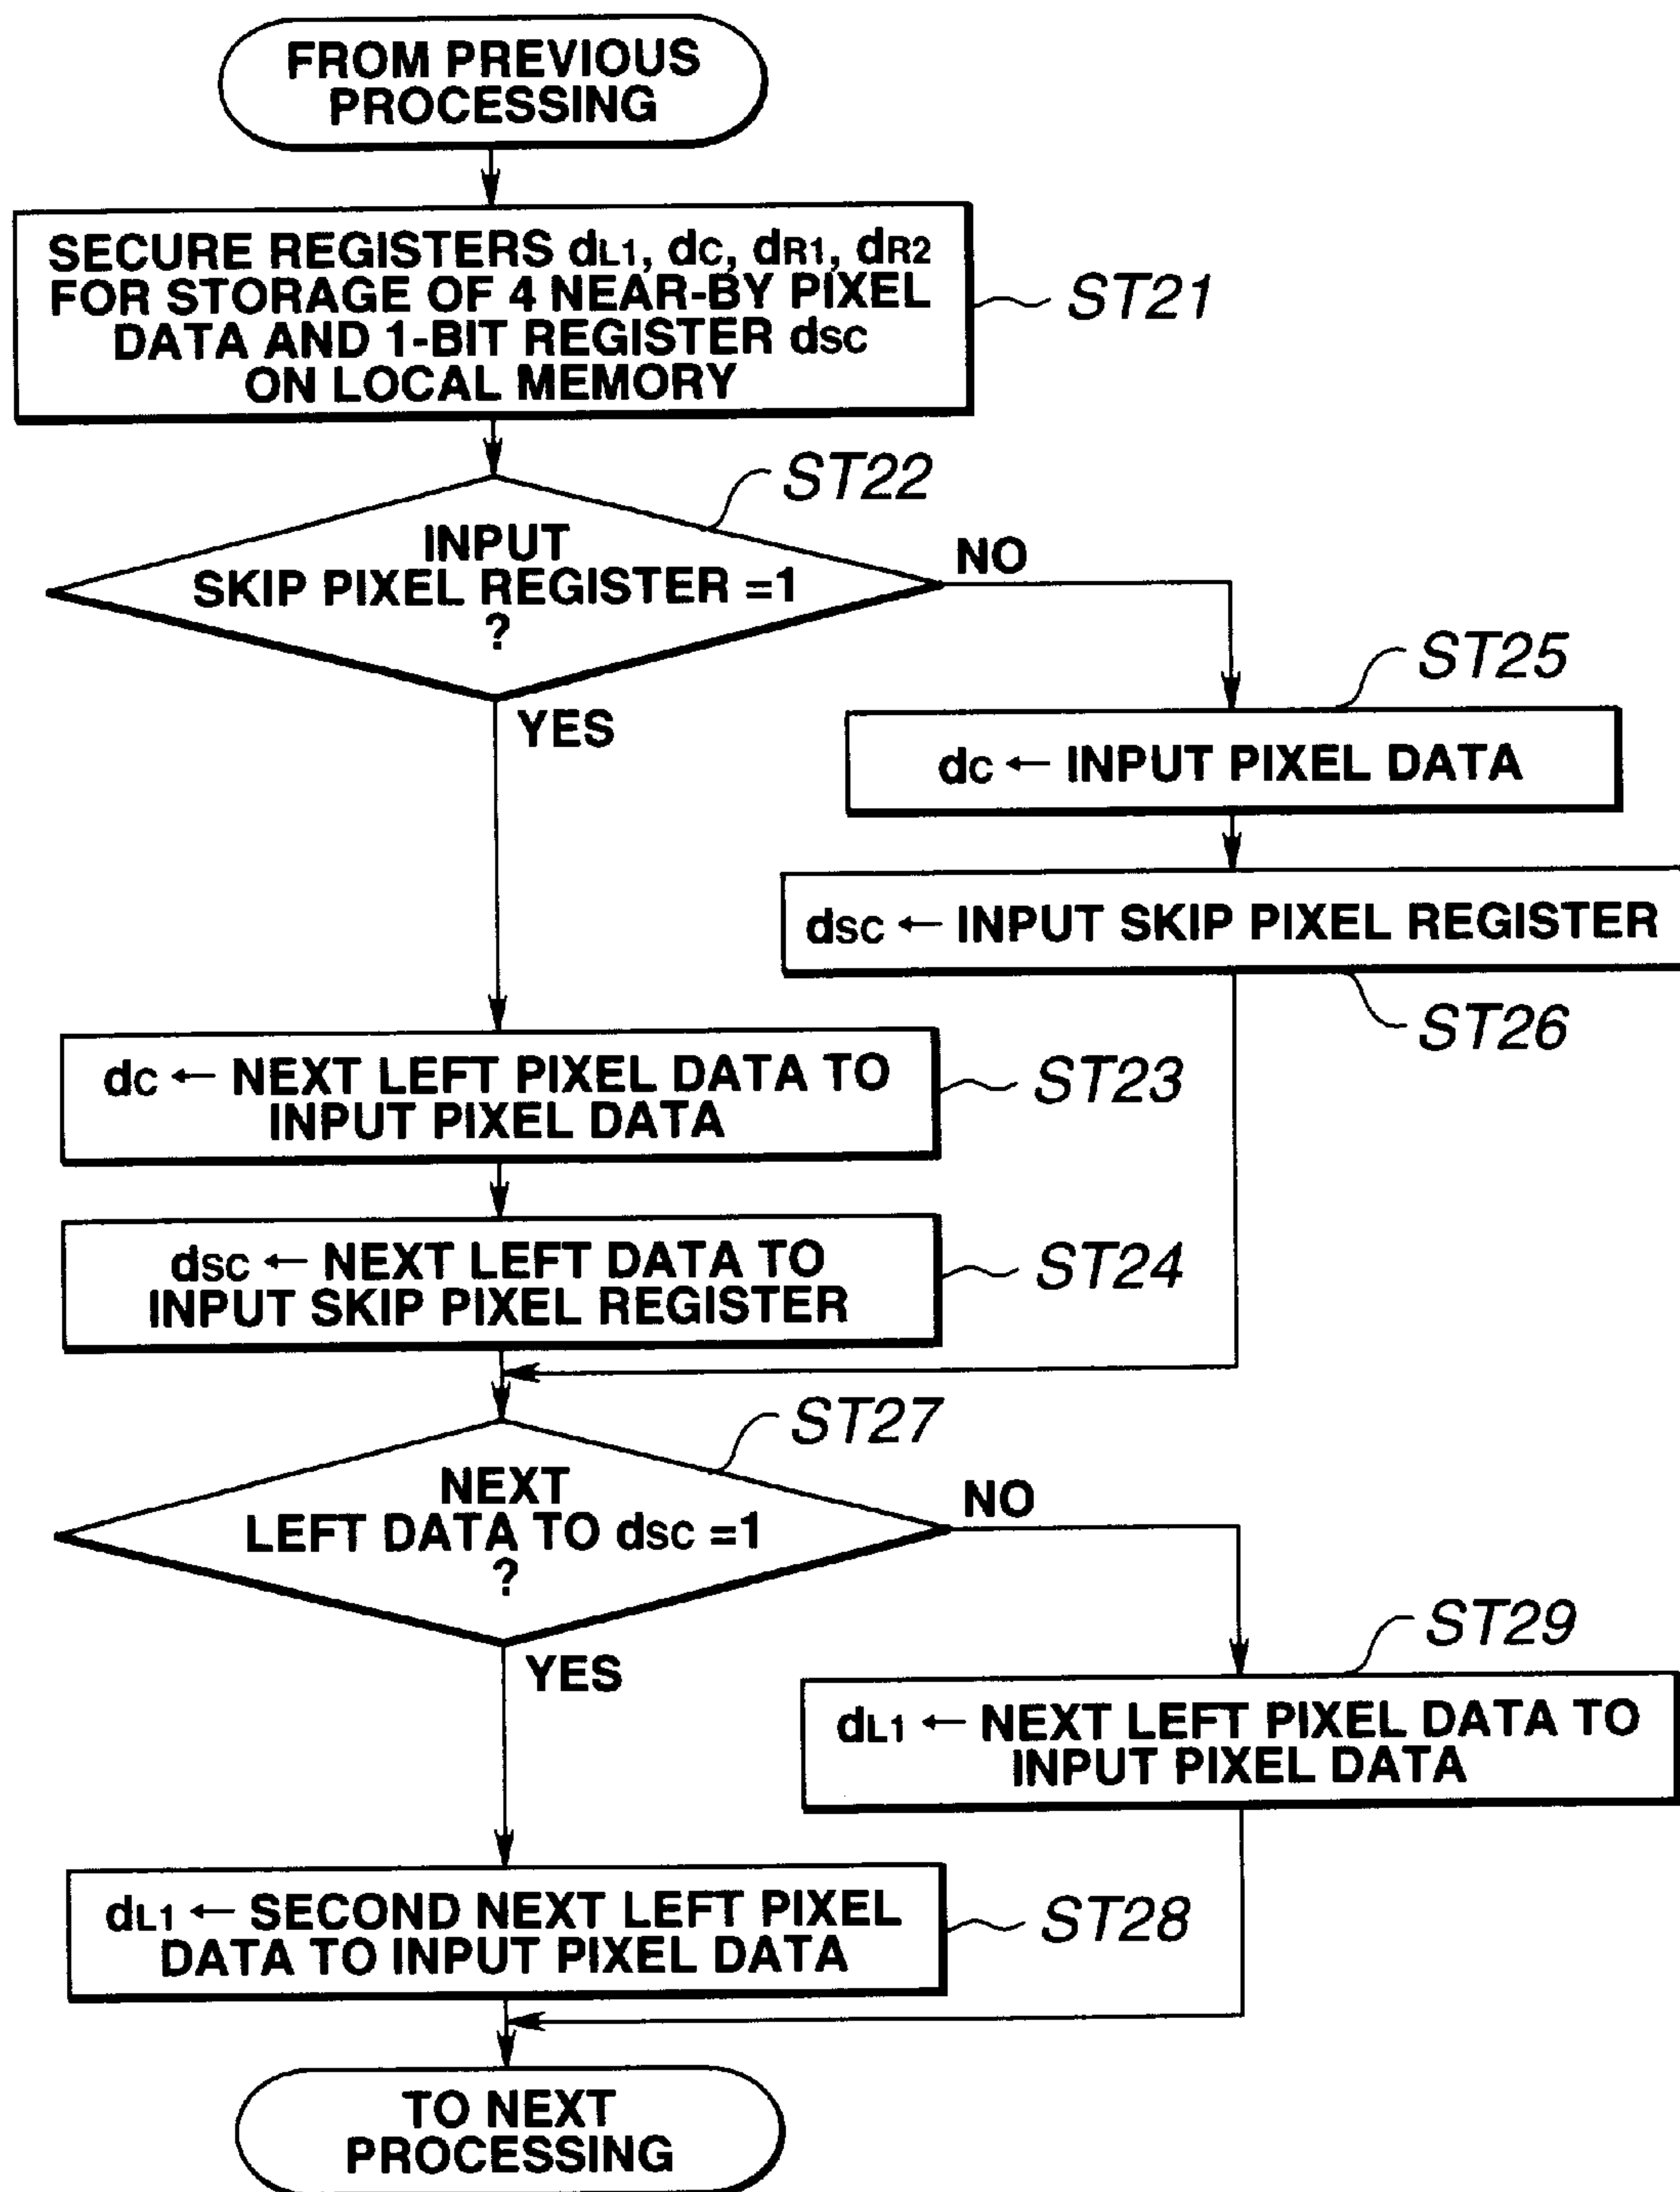 FROM PREVIOUS
PROCESSING
SECURE REGISTERS dL1, dC, dR1, dR2
FOR STORAGE OF 4 NEAR-BY PIXEL
DATA AND 1-BIT REGISTER dSC
ON LOCAL MEMORY
ST21
ST22
INPUT
SKIP PIXEL REGISTER =1
?
NO
YES
ST25
dC ← INPUT PIXEL DATA
dSC ← INPUT SKIP PIXEL REGISTER
ST26
dC ← NEXT LEFT PIXEL DATA TO
INPUT PIXEL DATA
ST23
dSC ← NEXT LEFT DATA TO
INPUT SKIP PIXEL REGISTER
ST24
ST27
NEXT
LEFT DATA TO dSC =1
?
NO
YES
ST29
dL1 ← NEXT LEFT PIXEL DATA TO
INPUT PIXEL DATA
dL1 ← SECOND NEXT LEFT PIXEL
DATA TO INPUT PIXEL DATA
ST28
TO NEXT
PROCESSING